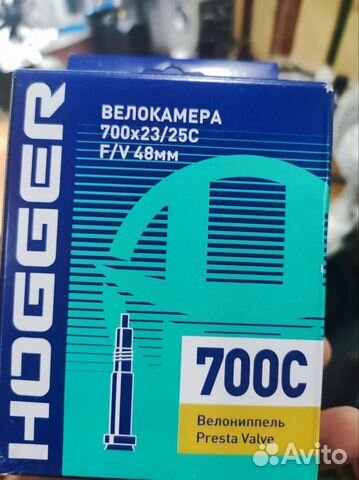 HOGGER
ВЕЛОКАМЕРА
700x23/25C
F/V 48мм
700C
Велониппель
Presta Valve
Avito